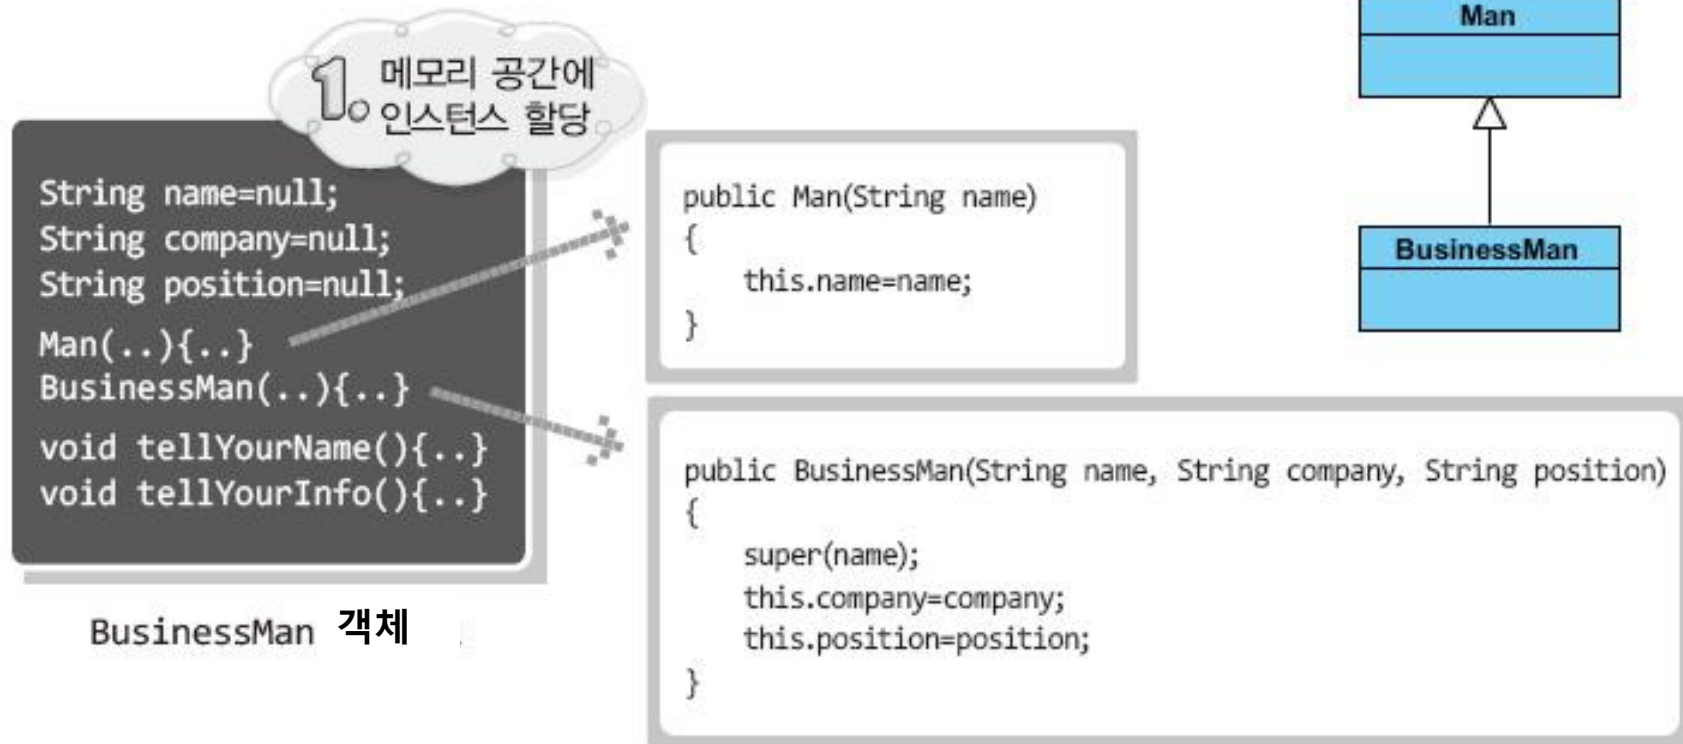 1. 메모리 공간에
인스턴스 할당
String name=null;
String company=null;
String position=null;
Man(..){..}
BusinessMan(..){..}
void tellYourName(){..}
void tellYourInfo(){..}
BusinessMan 객체
public Man(String name)
{
this.name=name;
}
public BusinessMan(String name, String company, String position)
{
super(name);
this.company=company;
this.position=position;
}
Man
BusinessMan